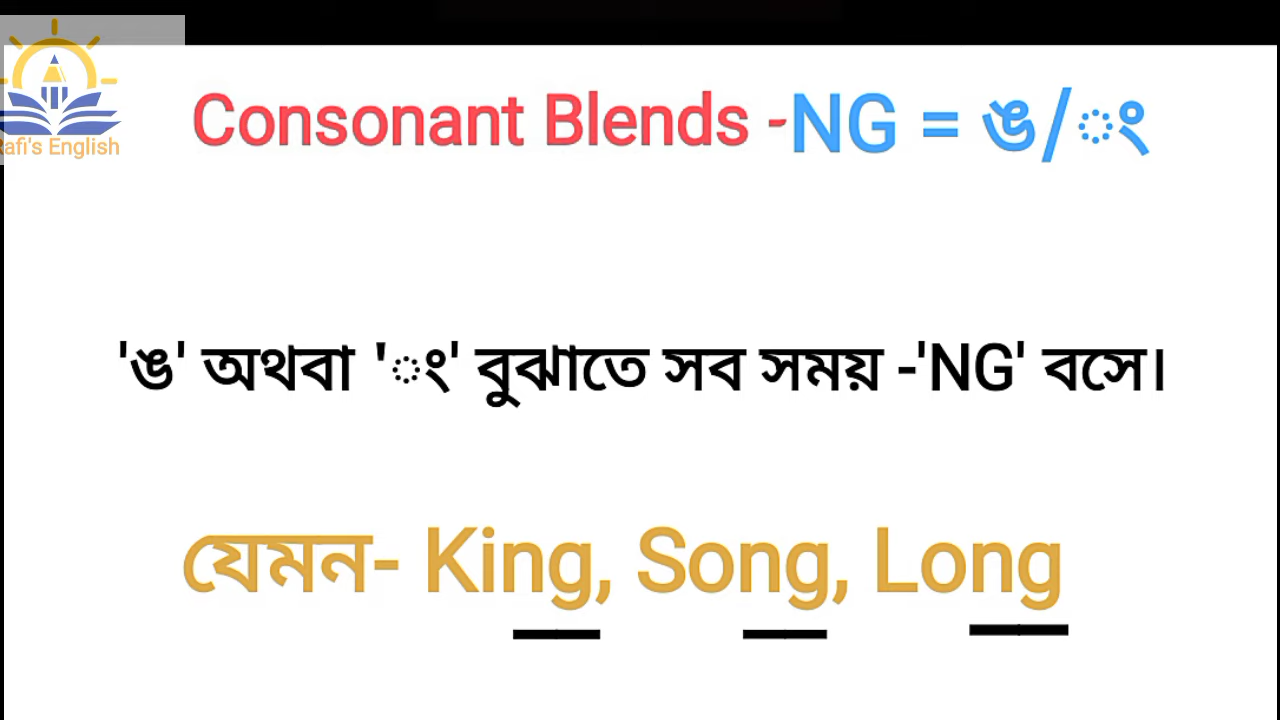 afi's English
Consonant Blends -NG = ঙ/ং
'ঙ' অথবা 'ং' বুঝাতে সব সময় -'NG' বসে।
যেমন- King, Song, Long